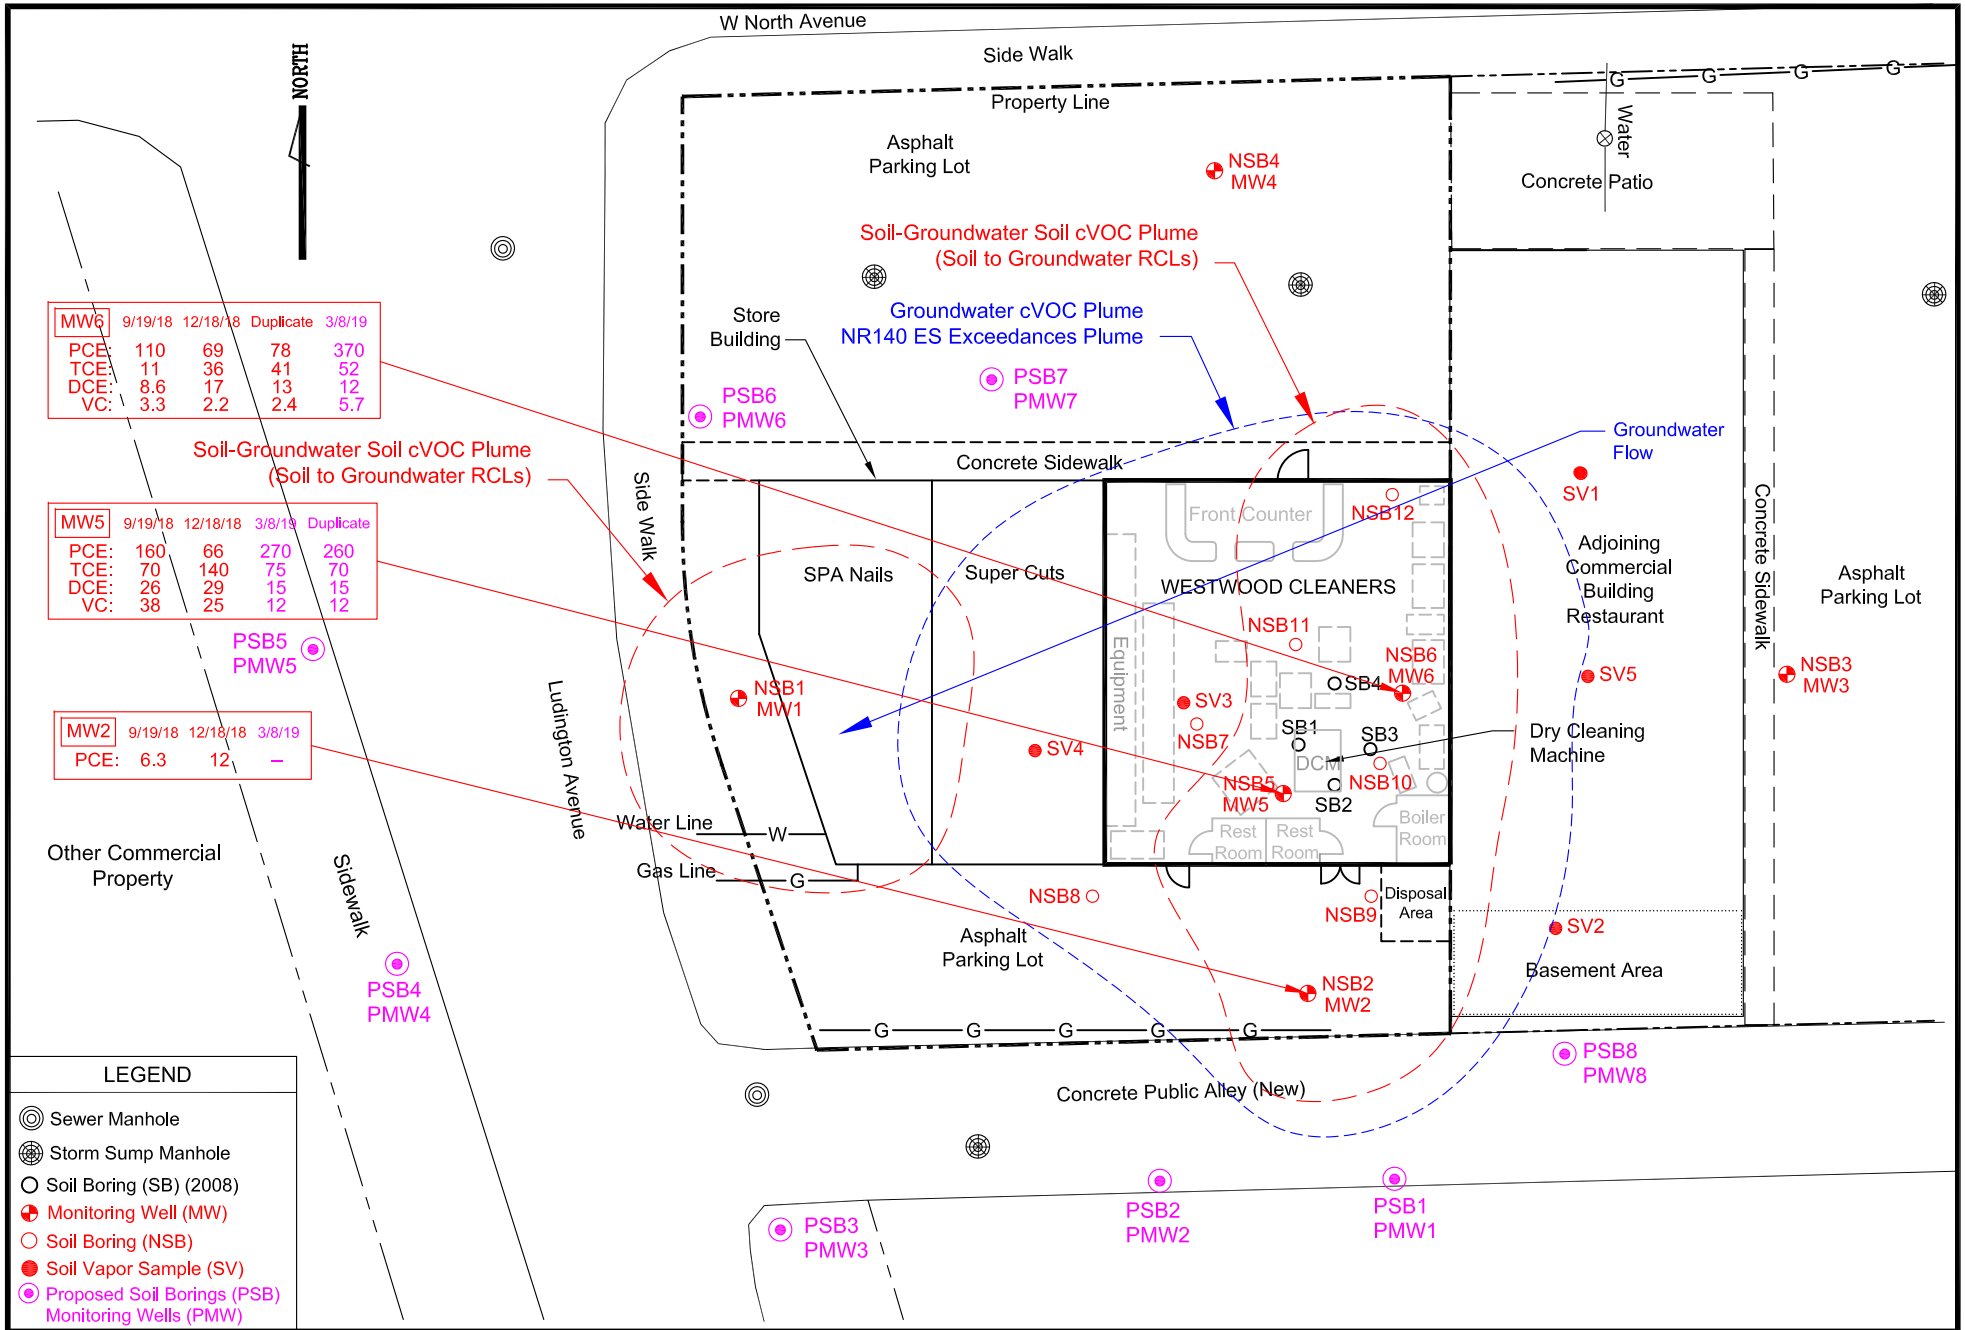 W North Avenue
Side Walk
NORTH
Property Line
Asphalt
Parking Lot
NSB4
MW4
G G G G
Water
Concrete Patio
Soil-Groundwater Soil cVOC Plume
(Soil to Groundwater RCLs)
Groundwater cVOC Plume
NR140 ES Exceedances Plume
Store
Building
MW6 9/19/18 12/18/18 Duplicate 3/8/19
PCE: 110 69 78 370
TCE: 11 36 41 52
DCE: 8.6 17 13 12
VC: 3.3 2.2 2.4 5.7
PSB6
PMW6
PSB7
PMW7
Groundwater
Flow
Soil-Groundwater Soil cVOC Plume
(Soil to Groundwater RCLs)
Concrete Sidewalk
Side Walk
SV1
Front Counter
NSB12
Concrete Sidewalk
MW5 9/19/18 12/18/18 3/8/19 Duplicate
PCE: 160 66 270 260
TCE: 70 140 75 70
DCE: 26 29 15 15
VC: 38 25 12 12
SPA Nails
Super Cuts
WESTWOOD CLEANERS
Adjoining
Commercial
Building
Restaurant
Asphalt
Parking Lot
PSB5
PMW5
NSB11
Equipment
NSB6
MW6
SB4
SV5
NSB3
MW3
NSB1
MW1
Ludington Avenue
SV3
NSB7
SV4
SB1
SB3
DCM
NSB10
Dry Cleaning
Machine
MW2 9/19/18 12/18/18 3/8/19
PCE: 6.3 12 –
NSB5
MW5
SB2
Water Line W
Rest
Room
Rest
Room
Boiler
Room
Other Commercial
Property
Gas Line G
Sidewalk
NSB8
NSB9
Disposal
Area
Asphalt
Parking Lot
SV2
Basement Area
PSB4
PMW4
NSB2
MW2
G G G G G
PSB8
PMW8
Concrete Public Alley (New)
PSB3
PMW3
PSB2
PMW2
PSB1
PMW1
LEGEND
Sewer Manhole
Storm Sump Manhole
Soil Boring (SB) (2008)
Monitoring Well (MW)
Soil Boring (NSB)
Soil Vapor Sample (SV)
Proposed Soil Borings (PSB)
Monitoring Wells (PMW)